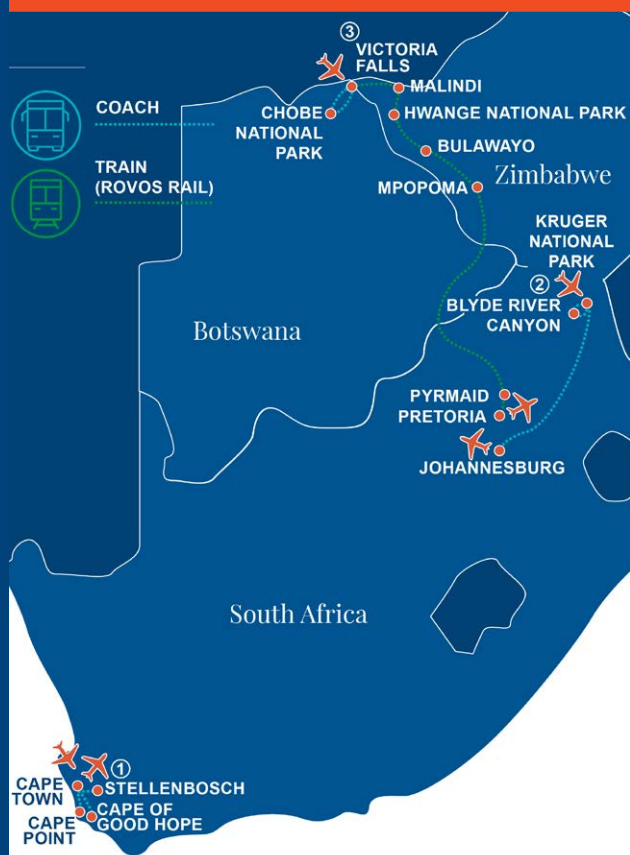 ③
VICTORIA
FALLS
COACH
MALINDI
CHOBE
NATIONAL
PARK
HWANGE NATIONAL PARK
TRAIN
(ROVOS RAIL)
BULAWAYO
Zimbabwe
MPOPOMA
KRUGER
NATIONAL
PARK
②
BLYDE RIVER
CANYON
Botswana
PYRMAID
PRETORIA
JOHANNESBURG
South Africa
①
CAPE
TOWN
STELLENBOSCH
CAPE OF
GOOD HOPE
CAPE
POINT